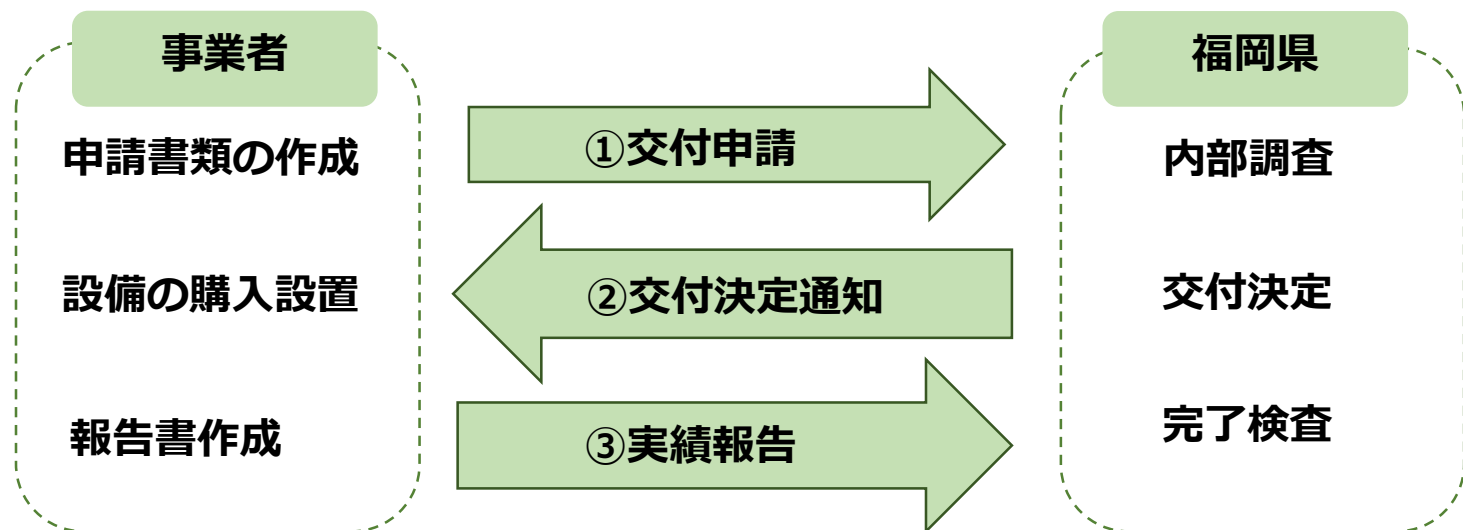 事業者
福岡県
申請書類の作成
①交付申請
内部調査
設備の購入設置
②交付決定通知
交付決定
報告書作成
③実績報告
完了検査